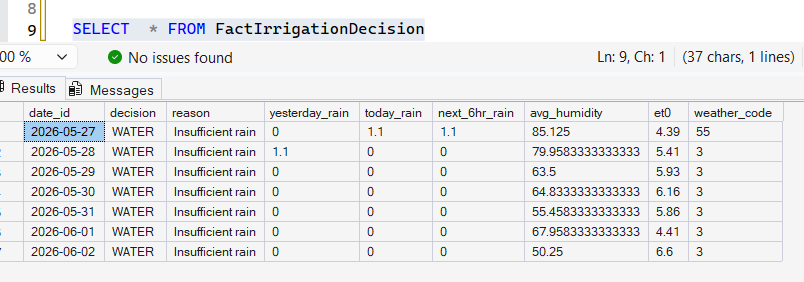 8
9 SELECT * FROM FactIrrigationDecision
00 % No issues found Ln: 9, Ch: 1 (37 chars, 1 lines)
Results Messages
date_id decision reason yesterday_rain today_rain next_6hr_rain avg_humidity et0 weather_code
2026-05-27 WATER Insufficient rain 0 1.1 1.1 85.125 4.39 55
2026-05-28 WATER Insufficient rain 1.1 0 0 79.9583333333333 5.41 3
2026-05-29 WATER Insufficient rain 0 0 0 63.5 5.93 3
2026-05-30 WATER Insufficient rain 0 0 0 64.8333333333333 6.16 3
2026-05-31 WATER Insufficient rain 0 0 0 55.4583333333333 5.86 3
2026-06-01 WATER Insufficient rain 0 0 0 67.9583333333333 4.41 3
2026-06-02 WATER Insufficient rain 0 0 0 50.25 6.6 3